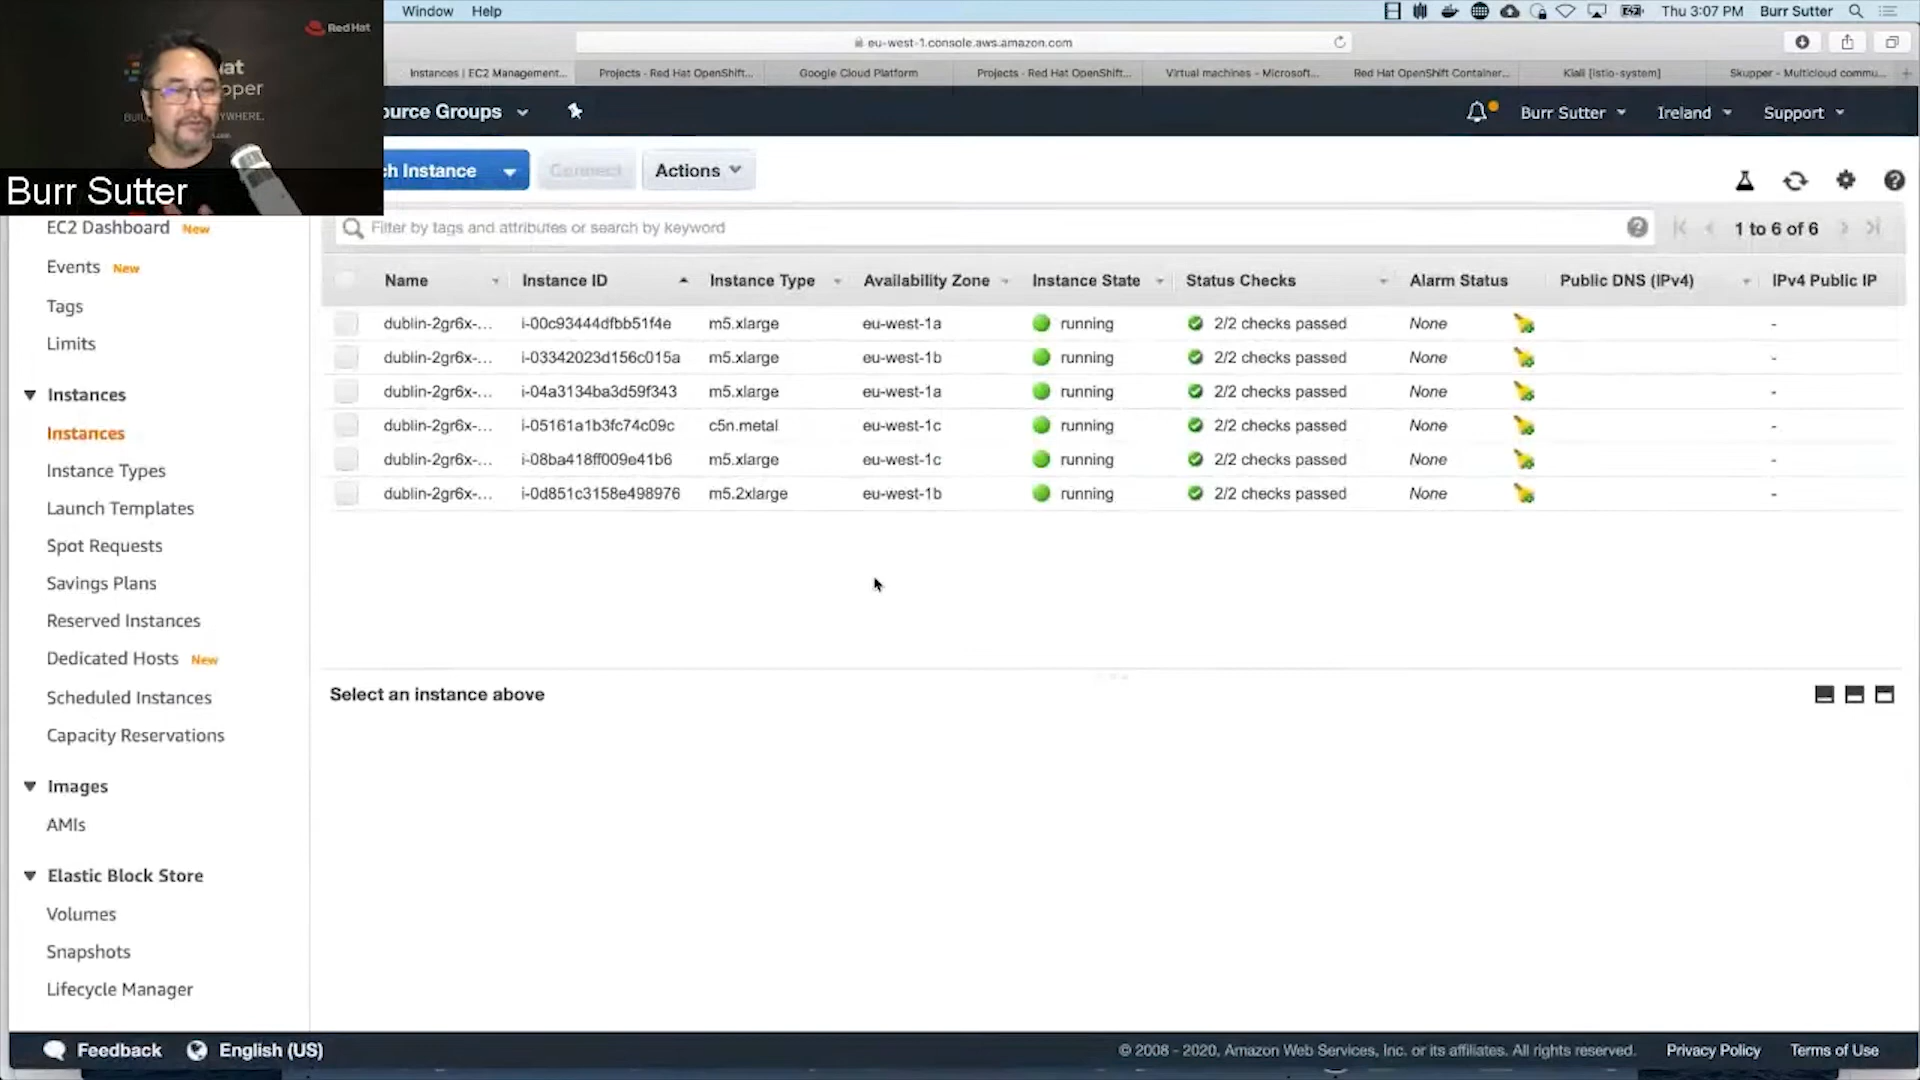 Window Help
Thu 3:07 PM Burr Sutter
Red Hat
eu-west-1.console.aws.amazon.com
Instances | EC2 Management...
Projects - Red Hat OpenShift...
Google Cloud Platform
Projects - Red Hat OpenShift...
Virtual machines - Microsoft...
Red Hat OpenShift Container...
Kiali [istio-system]
Skupper - Multicloud commu...
Burr Sutter
ource Groups
Burr Sutter
Ireland
Support
ch Instance
Connect
Actions
Filter by tags and attributes or search by keyword
1 to 6 of 6
Name Instance ID Instance Type Availability Zone Instance State Status Checks Alarm Status Public DNS (IPv4) IPv4 Public IP
dublin-2gr6x-... i-00c93444dfbb51f4e m5.xlarge eu-west-1a running 2/2 checks passed None -
dublin-2gr6x-... i-03342023d156c015a m5.xlarge eu-west-1b running 2/2 checks passed None -
dublin-2gr6x-... i-04a3134ba3d59f343 m5.xlarge eu-west-1a running 2/2 checks passed None -
dublin-2gr6x-... i-05161a1b3fc74c09c c5n.metal eu-west-1c running 2/2 checks passed None -
dublin-2gr6x-... i-08ba418ff009e41b6 m5.xlarge eu-west-1c running 2/2 checks passed None -
dublin-2gr6x-... i-0d851c3158e498976 m5.2xlarge eu-west-1b running 2/2 checks passed None -
Select an instance above
EC2 Dashboard New
Events New
Tags
Limits
Instances
Instances
Instance Types
Launch Templates
Spot Requests
Savings Plans
Reserved Instances
Dedicated Hosts New
Scheduled Instances
Capacity Reservations
Images
AMIs
Elastic Block Store
Volumes
Snapshots
Lifecycle Manager
Feedback
English (US)
© 2008 - 2020, Amazon Web Services, Inc. or its affiliates. All rights reserved.
Privacy Policy
Terms of Use